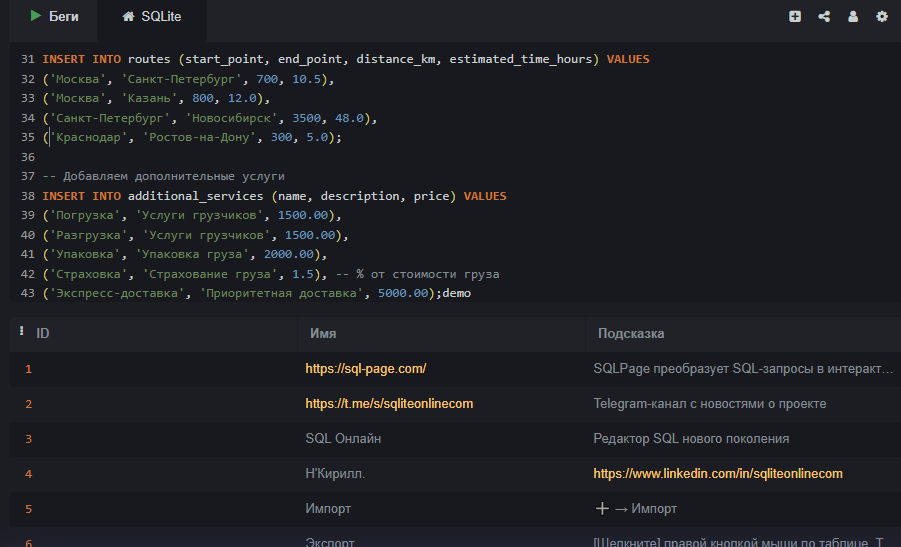 Беги
SQLite
31 INSERT INTO routes (start_point, end_point, distance_km, estimated_time_hours) VALUES
32 ('Москва', 'Санкт-Петербург', 700, 10.5),
33 ('Москва', 'Казань', 800, 12.0),
34 ('Санкт-Петербург', 'Новосибирск', 3500, 48.0),
35 ('Краснодар', 'Ростов-на-Дону', 300, 5.0);
36
37 -- Добавляем дополнительные услуги
38 INSERT INTO additional_services (name, description, price) VALUES
39 ('Погрузка', 'Услуги грузчиков', 1500.00),
40 ('Разгрузка', 'Услуги грузчиков', 1500.00),
41 ('Упаковка', 'Упаковка груза', 2000.00),
42 ('Страховка', 'Страхование груза', 1.5), -- % от стоимости груза
43 ('Экспресс-доставка', 'Приоритетная доставка', 5000.00);demo
ID Имя Подсказка
1 https://sql-page.com/ SQLPage преобразует SQL-запросы в интеракт…
2 https://t.me/s/sqliteonlinecom Telegram-канал с новостями о проекте
3 SQL Онлайн Редактор SQL нового поколения
4 Н'Кирилл. https://www.linkedin.com/in/sqliteonlinecom
5 Импорт + → Импорт
6 Экспорт [Щелкните] правой кнопкой мыши по таблице. Т…